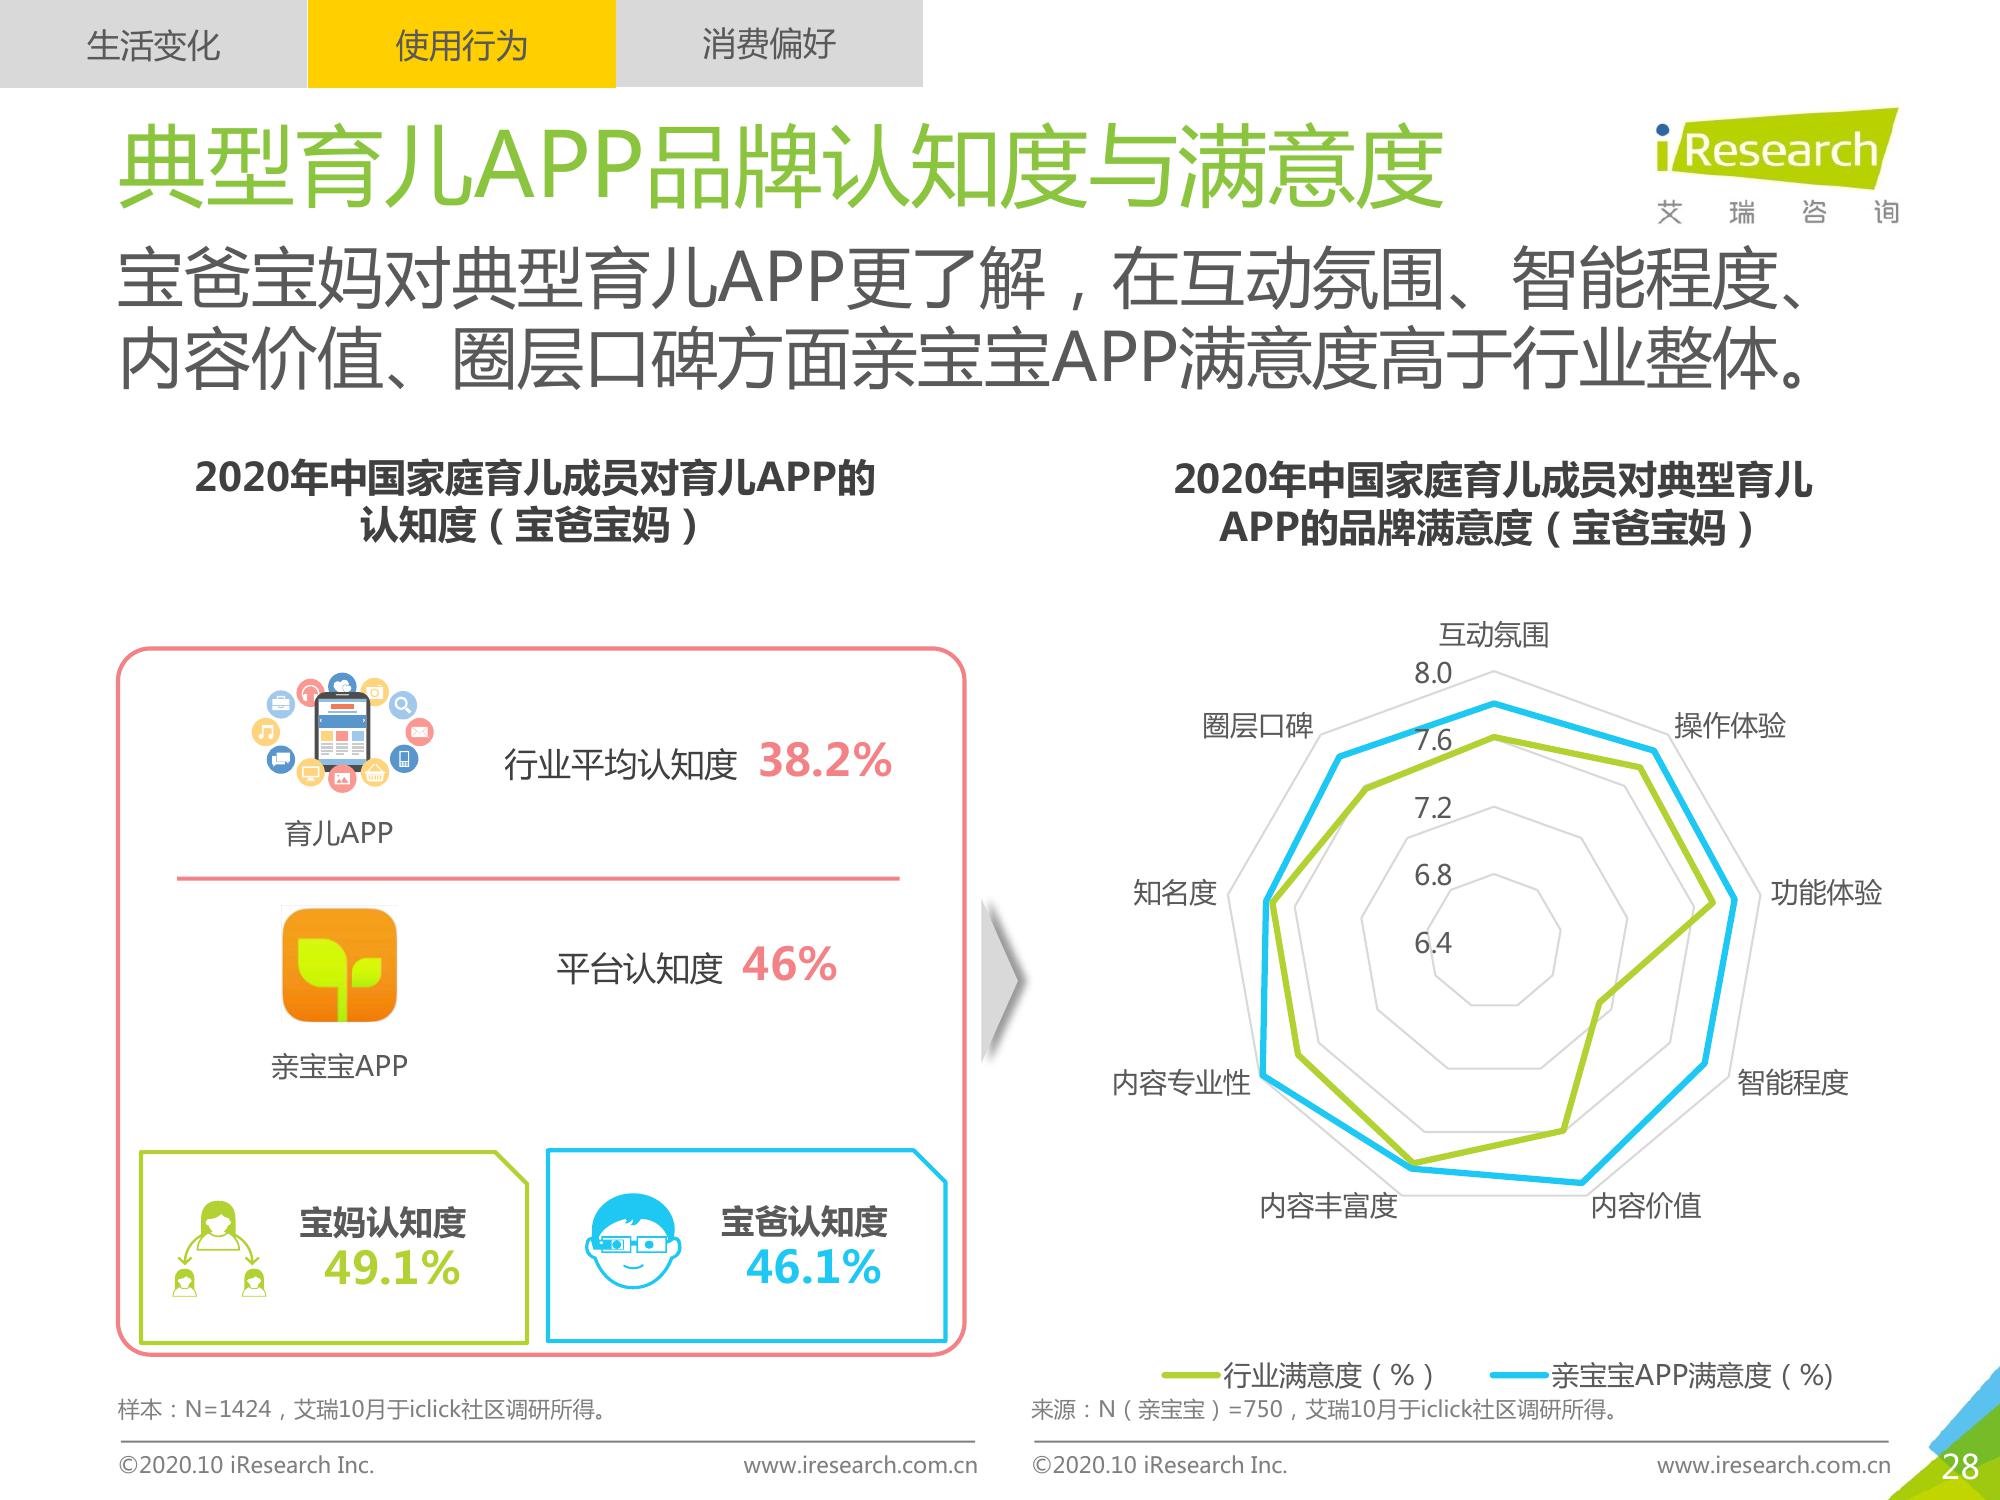 生活变化
使用行为
消费偏好
典型育儿APP品牌认知度与满意度
iResearch
艾瑞咨询
宝爸宝妈对典型育儿APP更了解，在互动氛围、智能程度、
内容价值、圈层口碑方面亲宝宝APP满意度高于行业整体。
2020年中国家庭育儿成员对育儿APP的
认知度（宝爸宝妈）
育儿APP
行业平均认知度 38.2%
亲宝宝APP
平台认知度 46%
宝妈认知度
49.1%
宝爸认知度
46.1%
2020年中国家庭育儿成员对典型育儿
APP的品牌满意度（宝爸宝妈）
互动氛围
操作体验
功能体验
智能程度
内容价值
内容丰富度
内容专业性
知名度
圈层口碑
8.0
7.6
7.2
6.8
6.4
行业满意度（%）
亲宝宝APP满意度（%）
样本：N=1424，艾瑞10月于iclick社区调研所得。
来源：N（亲宝宝）=750，艾瑞10月于iclick社区调研所得。
©2020.10 iResearch Inc.
www.iresearch.com.cn
©2020.10 iResearch Inc.
www.iresearch.com.cn
28